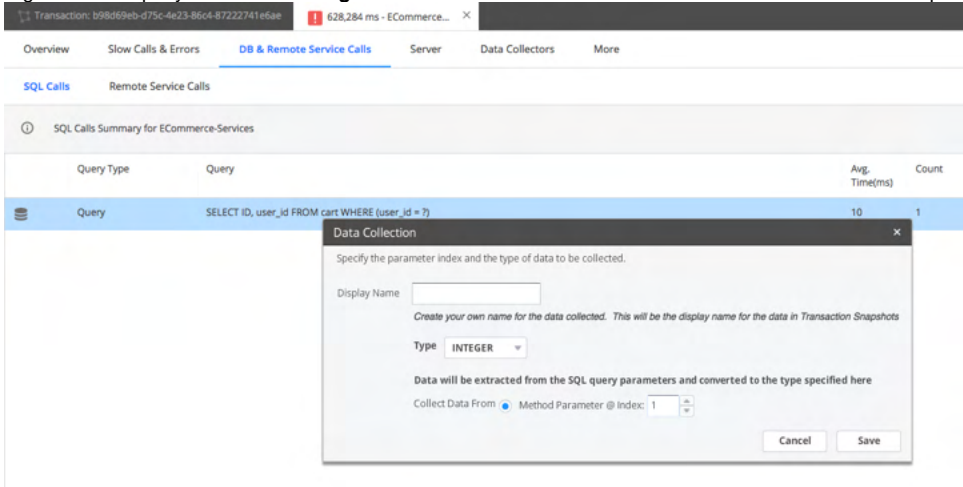 Transaction: b98d69eb-d75c-4e23-86c4-87222741e6ae 628,284 ms - ECommerce... ×
Overview Slow Calls & Errors DB & Remote Service Calls Server Data Collectors More
SQL Calls Remote Service Calls
SQL Calls Summary for ECommerce-Services
Query Type Query Avg. Time(ms) Count
Query SELECT ID, user_id FROM cart WHERE (user_id = ?) 10 1
Data Collection ×
Specify the parameter index and the type of data to be collected.
Display Name
Create your own name for the data collected. This will be the display name for the data in Transaction Snapshots
Type INTEGER
Data will be extracted from the SQL query parameters and converted to the type specified here
Collect Data From Method Parameter @ Index: 1
Cancel Save